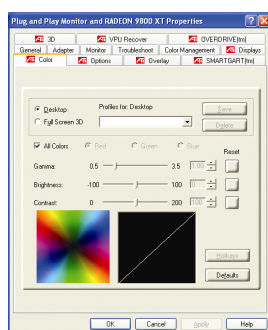 Plug and Play Monitor and RADEON 9800 XT Properties
3D VPU Recover OVERDRIVE(tm)
General Adapter Monitor Troubleshoot Color Management Displays
Color Options Overlay SMARTGART(tm)
Desktop Profiles for: Desktop Save
Full Screen 3D Delete
All Colors Red Green Blue Reset
Gamma: 0.5 3.5 1.00
Brightness: -100 100 0
Contrast: 0 200 100
Hotkeys
Defaults
OK Cancel Apply Help